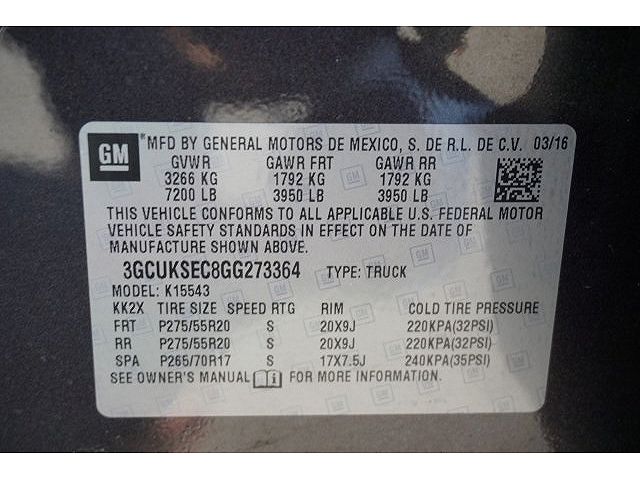 GM MFD BY GENERAL MOTORS DE MEXICO, S. DE R.L. DE C.V. 03/16
GVWR GAWR FRT GAWR RR
3266 KG 1792 KG 1792 KG
7200 LB 3950 LB 3950 LB
THIS VEHICLE CONFORMS TO ALL APPLICABLE U.S. FEDERAL MOTOR
VEHICLE SAFETY STANDARDS IN EFFECT ON THE DATE OF
MANUFACTURE SHOWN ABOVE.
3GCUKSEC8GG273364 TYPE: TRUCK
MODEL: K15543
KK2X TIRE SIZE SPEED RTG RIM COLD TIRE PRESSURE
FRT P275/55R20 S 20X9J 220KPA(32PSI)
RR P275/55R20 S 20X9J 220KPA(32PSI)
SPA P265/70R17 S 17X7.5J 240KPA(35PSI)
SEE OWNER'S MANUAL FOR MORE INFORMATION.